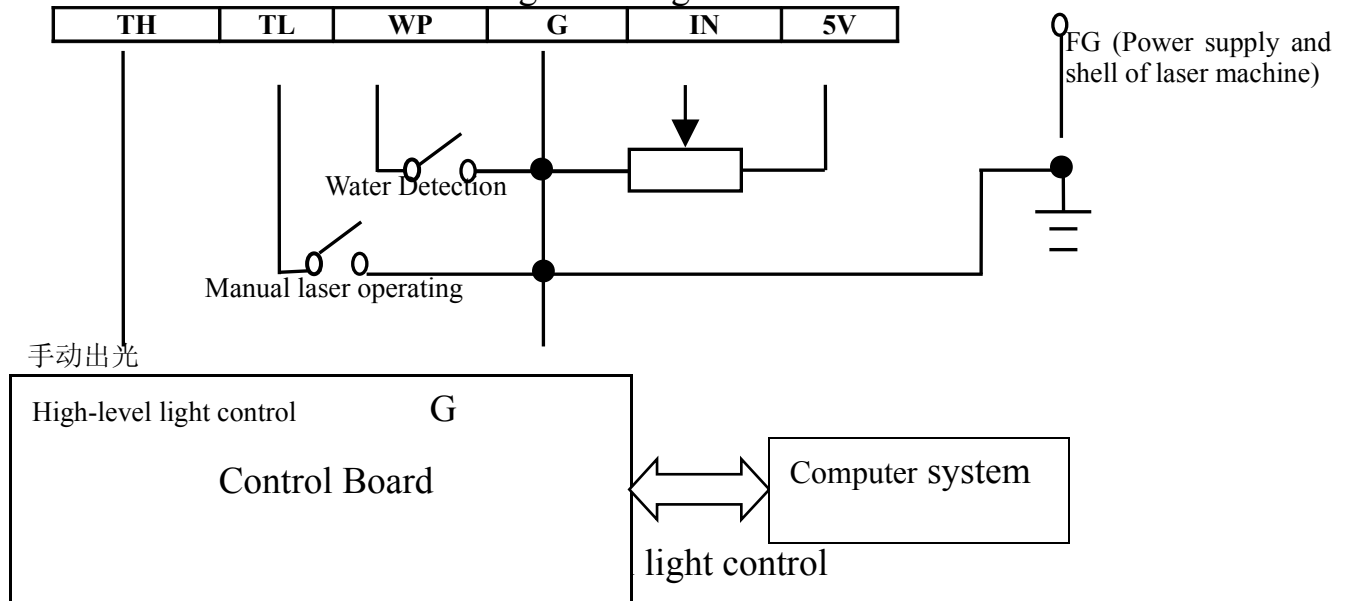 TH TL WP G IN 5V
FG (Power supply and
shell of laser machine)
Water Detection
Manual laser operating
手动出光
High-level light control G
Control Board
Computer system
light control